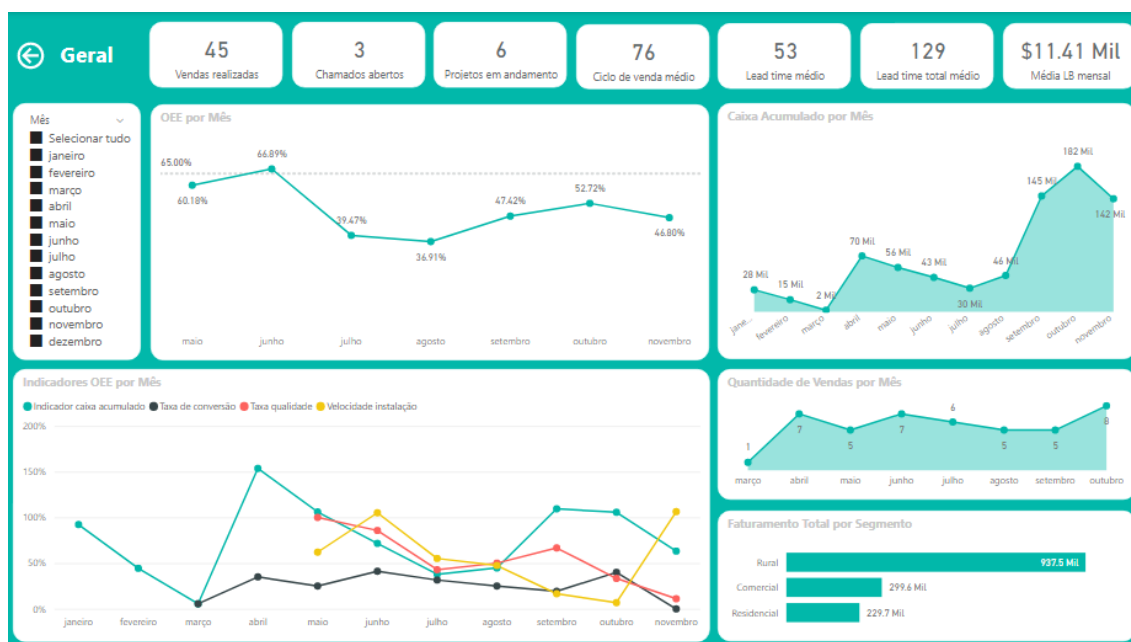 Geral
45
Vendas realizadas
3
Chamados abertos
6
Projetos em andamento
76
Ciclo de venda médio
53
Lead time médio
129
Lead time total médio
$11.41 Mil
Média LB mensal
Mês
Selecionar tudo
janeiro
fevereiro
março
abril
maio
junho
julho
agosto
setembro
outubro
novembro
dezembro
OEE por Mês
65.00%
60.18%
66.89%
39.47%
36.91%
47.42%
52.72%
46.80%
maio junho julho agosto setembro outubro novembro
Caixa Acumulado por Mês
28 Mil
15 Mil
2 Mil
70 Mil
56 Mil
43 Mil
30 Mil
46 Mil
145 Mil
182 Mil
142 Mil
jane... fevereiro março abril maio junho julho agosto setembro outubro novembro
Indicadores OEE por Mês
Indicador caixa acumulado Taxa de conversão Taxa qualidade Velocidade instalação
200%
150%
100%
50%
0%
janeiro fevereiro março abril maio junho julho agosto setembro outubro novembro
Quantidade de Vendas por Mês
1
7
5
7
6
5
5
8
março abril maio junho julho agosto setembro outubro
Faturamento Total por Segmento
Rural 937.5 Mil
Comercial 299.6 Mil
Residencial 229.7 Mil